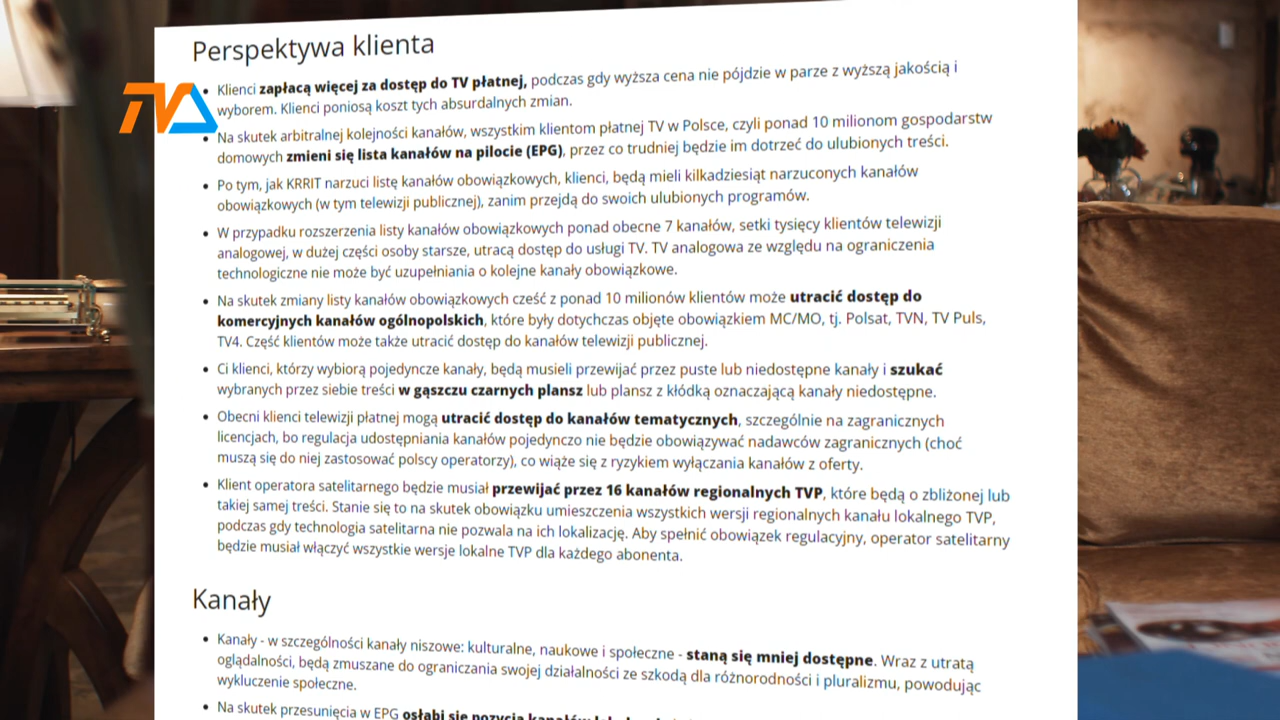 Perspektywa klienta
TVA
• Klienci zapłacą więcej za dostęp do TV płatnej, podczas gdy wyższa cena nie pójdzie w parze z wyższą jakością i
wyborem. Klienci poniosą koszt tych absurdalnych zmian.
• Na skutek arbitralnej kolejności kanałów, wszystkim klientom płatnej TV w Polsce, czyli ponad 10 milionom gospodarstw
domowych zmieni się lista kanałów na pilocie (EPG), przez co trudniej będzie im dotrzeć do ulubionych treści.
• Po tym, jak KRRIT narzuci listę kanałów obowiązkowych, klienci, będą mieli kilkadziesiąt narzuconych kanałów
obowiązkowych (w tym telewizji publicznej), zanim przejdą do swoich ulubionych programów.
• W przypadku rozszerzenia listy kanałów obowiązkowych ponad obecne 7 kanałów, setki tysięcy klientów telewizji
analogowej, w dużej części osoby starsze, utracą dostęp do usługi TV. TV analogowa ze względu na ograniczenia
technologiczne nie może być uzupełniania o kolejne kanały obowiązkowe.
• Na skutek zmiany listy kanałów obowiązkowych cześć z ponad 10 milionów klientów może utracić dostęp do
komercyjnych kanałów ogólnopolskich, które były dotychczas objęte obowiązkiem MC/MO, tj. Polsat, TVN, TV Puls,
TV4. Część klientów może także utracić dostęp do kanałów telewizji publicznej.
• Ci klienci, którzy wybiorą pojedyncze kanały, będą musieli przewijać przez puste lub niedostępne kanały i szukać
wybranych przez siebie treści w gąszczu czarnych plansz lub plansz z kłódką oznaczającą kanały niedostępne.
• Obecni klienci telewizji płatnej mogą utracić dostęp do kanałów tematycznych, szczególnie na zagranicznych
licencjach, bo regulacja udostępniania kanałów pojedynczo nie będzie obowiązywać nadawców zagranicznych (choć
muszą się do niej zastosować polscy operatorzy), co wiąże się z ryzykiem wyłączania kanałów z oferty.
• Klient operatora satelitarnego będzie musiał przewijać przez 16 kanałów regionalnych TVP, które będą o zbliżonej lub
takiej samej treści. Stanie się to na skutek obowiązku umieszczenia wszystkich wersji regionalnych kanału lokalnego TVP,
podczas gdy technologia satelitarna nie pozwala na ich lokalizację. Aby spełnić obowiązek regulacyjny, operator satelitarny
będzie musiał włączyć wszystkie wersje lokalne TVP dla każdego abonenta.
Kanały
• Kanały - w szczególności kanały niszowe: kulturalne, naukowe i społeczne - staną się mniej dostępne. Wraz z utratą
oglądalności, będą zmuszane do ograniczania swojej działalności ze szkodą dla różnorodności i pluralizmu, powodując
wykluczenie społeczne.
• Na skutek przesunięcia w EPG osłabi się pozycja